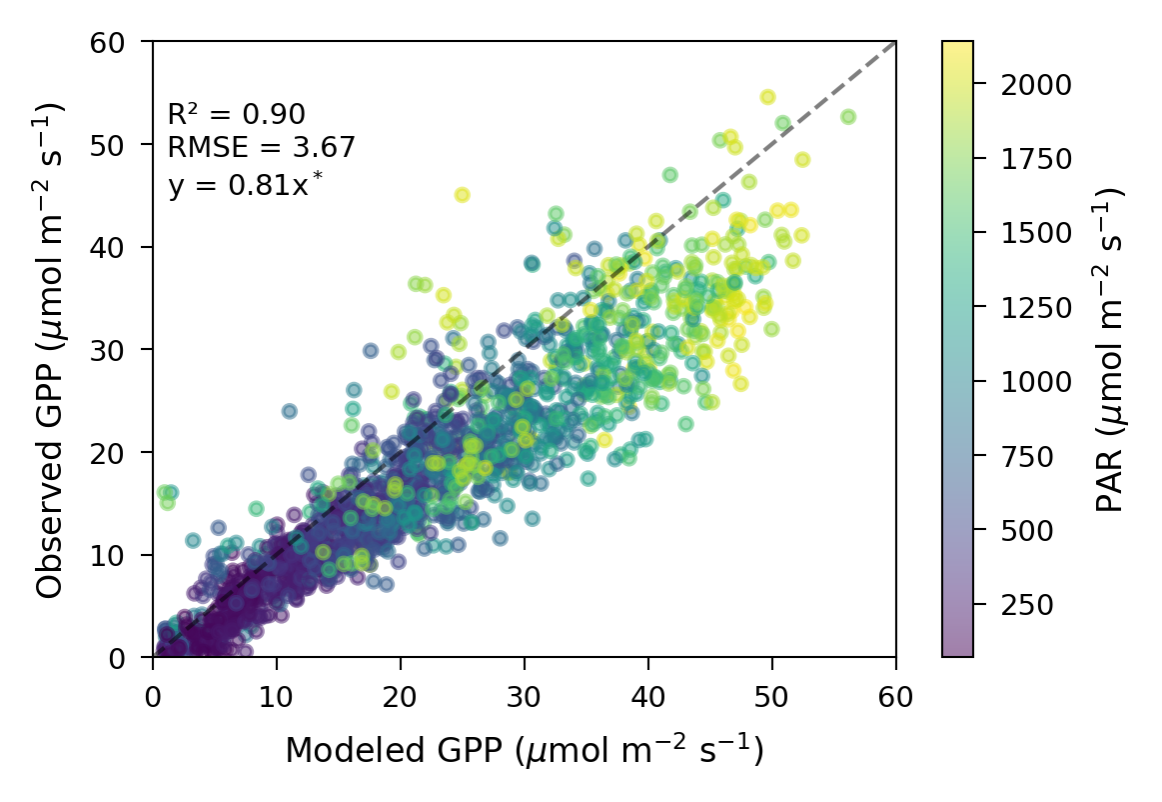 R² = 0.90
RMSE = 3.67
y = 0.81x*
Observed GPP (μmol m⁻² s⁻¹)
60
50
40
30
20
10
0
0 10 20 30 40 50 60
Modeled GPP (μmol m⁻² s⁻¹)
2000
1750
1500
1250
1000
750
500
250
PAR (μmol m⁻² s⁻¹)